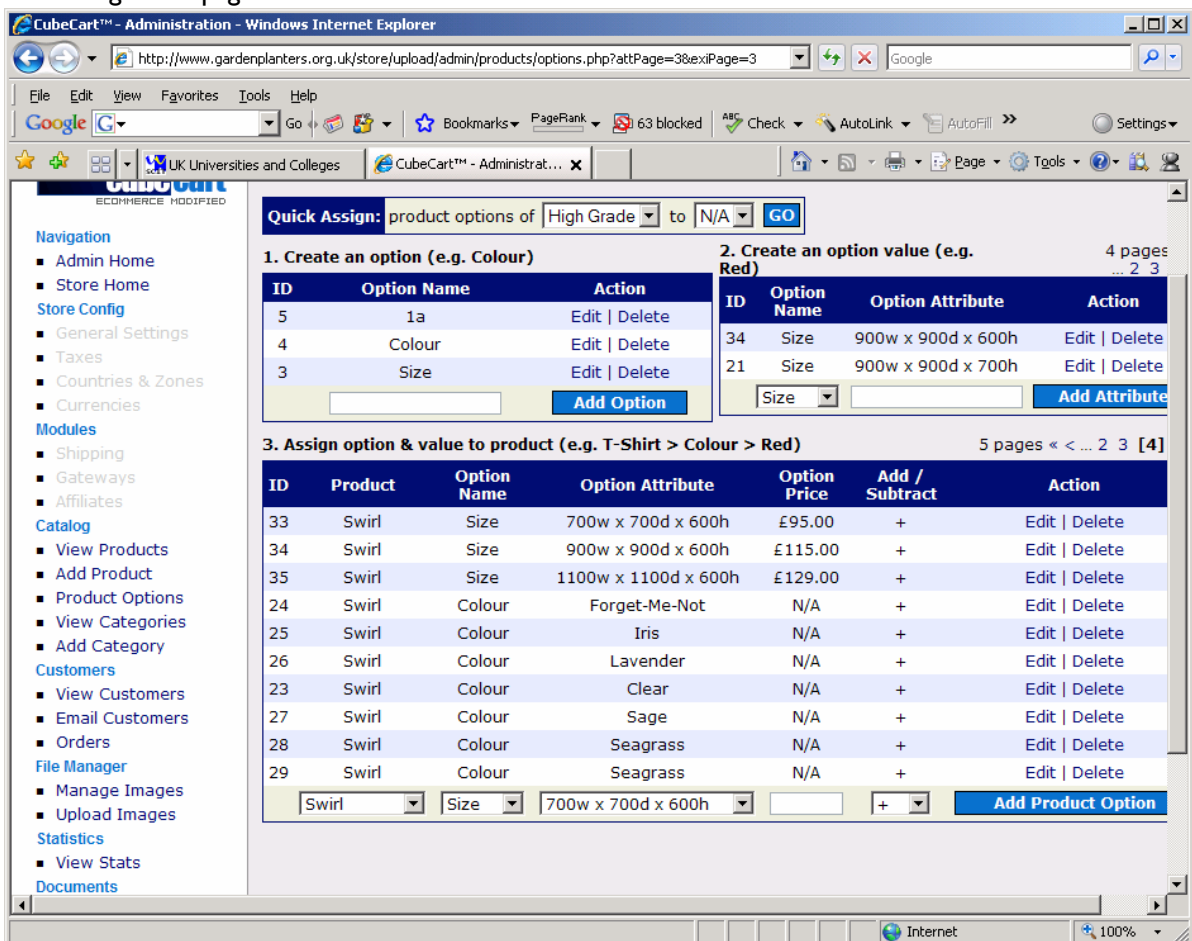 CubeCart™ - Administration - Windows Internet Explorer
http://www.gardenplanters.org.uk/store/upload/admin/products/options.php?attPage=3&exiPage=3
Google
File Edit View Favorites Tools Help
Google G Go Bookmarks PageRank 63 blocked ABC Check AutoLink AutoFill » Settings
UK Universities and Colleges CubeCart™ - Administrat... Page Tools
cubecart
ECOMMERCE MODIFIED
Navigation
Admin Home
Store Home
Store Config
General Settings
Taxes
Countries & Zones
Currencies
Modules
Shipping
Gateways
Affiliates
Catalog
View Products
Add Product
Product Options
View Categories
Add Category
Customers
View Customers
Email Customers
Orders
File Manager
Manage Images
Upload Images
Statistics
View Stats
Documents
Quick Assign: product options of High Grade to N/A GO
1. Create an option (e.g. Colour)
ID Option Name Action
5 1a Edit | Delete
4 Colour Edit | Delete
3 Size Edit | Delete
Add Option
2. Create an option value (e.g. 4 pages
Red) ... 2 3
ID Option Name Option Attribute Action
34 Size 900w x 900d x 600h Edit | Delete
21 Size 900w x 900d x 700h Edit | Delete
Size Add Attribute
3. Assign option & value to product (e.g. T-Shirt > Colour > Red) 5 pages « < ... 2 3 [4]
ID Product Option Name Option Attribute Option Price Add / Subtract Action
33 Swirl Size 700w x 700d x 600h £95.00 + Edit | Delete
34 Swirl Size 900w x 900d x 600h £115.00 + Edit | Delete
35 Swirl Size 1100w x 1100d x 600h £129.00 + Edit | Delete
24 Swirl Colour Forget-Me-Not N/A + Edit | Delete
25 Swirl Colour Iris N/A + Edit | Delete
26 Swirl Colour Lavender N/A + Edit | Delete
23 Swirl Colour Clear N/A + Edit | Delete
27 Swirl Colour Sage N/A + Edit | Delete
28 Swirl Colour Seagrass N/A + Edit | Delete
29 Swirl Colour Seagrass N/A + Edit | Delete
Swirl Size 700w x 700d x 600h + Add Product Option
Internet 100%